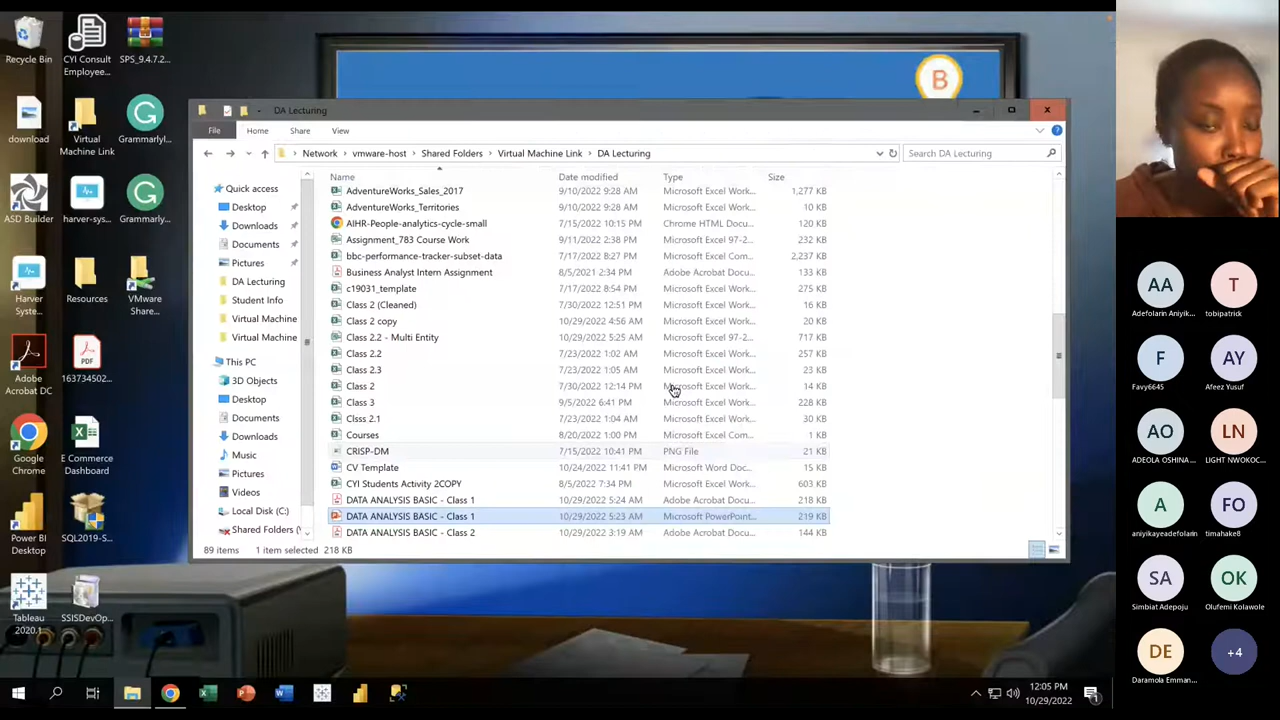 Recycle Bin
CYI Consult Employee...
SPS_9.4.7.2...
download
Virtual Machine Link
Grammarlyl...
ASD Builder
harver-sys...
Grammarlyl...
Harver Syste...
Resources
VMware Share...
Adobe Acrobat DC
PDF
163734502...
Google Chrome
E Commerce Dashboard
Power BI Desktop
SQL2019-S...
Tableau 2020.1
SSISDevOp...
B
DA Lecturing
File Home Share View
Network vmware-host Shared Folders Virtual Machine Link DA Lecturing
Search DA Lecturing
Quick access
Desktop
Downloads
Documents
Pictures
DA Lecturing
Student Info
Virtual Machine
Virtual Machine
This PC
3D Objects
Desktop
Documents
Downloads
Music
Pictures
Videos
Local Disk (C:)
Shared Folders (
Name Date modified Type Size
AdventureWorks_Sales_2017 9/10/2022 9:28 AM Microsoft Excel Work... 1,277 KB
AdventureWorks_Territories 9/10/2022 9:28 AM Microsoft Excel Work... 10 KB
AIHR-People-analytics-cycle-small 7/15/2022 10:15 PM Chrome HTML Docu... 120 KB
Assignment_783 Course Work 9/11/2022 2:38 PM Microsoft Excel 97-2... 232 KB
bbc-performance-tracker-subset-data 7/17/2022 8:27 PM Microsoft Excel Com... 2,237 KB
Business Analyst Intern Assignment 8/5/2021 2:34 PM Adobe Acrobat Docu... 133 KB
c19031_template 7/17/2022 8:54 PM Microsoft Excel Work... 275 KB
Class 2 (Cleaned) 7/30/2022 12:51 PM Microsoft Excel Work... 16 KB
Class 2 copy 10/29/2022 4:56 AM Microsoft Excel Work... 20 KB
Class 2.2 - Multi Entity 10/29/2022 5:25 AM Microsoft Excel 97-2... 717 KB
Class 2.2 7/23/2022 1:02 AM Microsoft Excel Work... 257 KB
Class 2.3 7/23/2022 1:05 AM Microsoft Excel Work... 23 KB
Class 2 7/30/2022 12:14 PM Microsoft Excel Work... 14 KB
Class 3 9/5/2022 6:41 PM Microsoft Excel Work... 228 KB
Clsss 2.1 7/23/2022 1:04 AM Microsoft Excel Work... 30 KB
Courses 8/20/2022 1:00 PM Microsoft Excel Com... 1 KB
CRISP-DM 7/15/2022 10:41 PM PNG File 21 KB
CV Template 10/24/2022 11:41 PM Microsoft Word Doc... 15 KB
CYI Students Activity 2COPY 8/5/2022 7:34 PM Microsoft Excel Work... 603 KB
DATA ANALYSIS BASIC - Class 1 10/29/2022 5:24 AM Adobe Acrobat Docu... 218 KB
DATA ANALYSIS BASIC - Class 1 10/29/2022 5:23 AM Microsoft PowerPoint... 219 KB
DATA ANALYSIS BASIC - Class 2 10/29/2022 3:19 AM Adobe Acrobat Docu... 144 KB
89 items 1 item selected 218 KB
12:05 PM
10/29/2022
1
AA
Adefolarin Aniyik...
T
tobipatrick
F
Favy6645
AY
Afeez Yusuf
AO
ADEOLA OSHINA...
LN
LIGHT NWOKOC...
A
aniyikayeadefolarin
FO
timahake8
SA
Simbiat Adepoju
OK
Olufemi Kolawole
DE
Daramola Emman...
+4